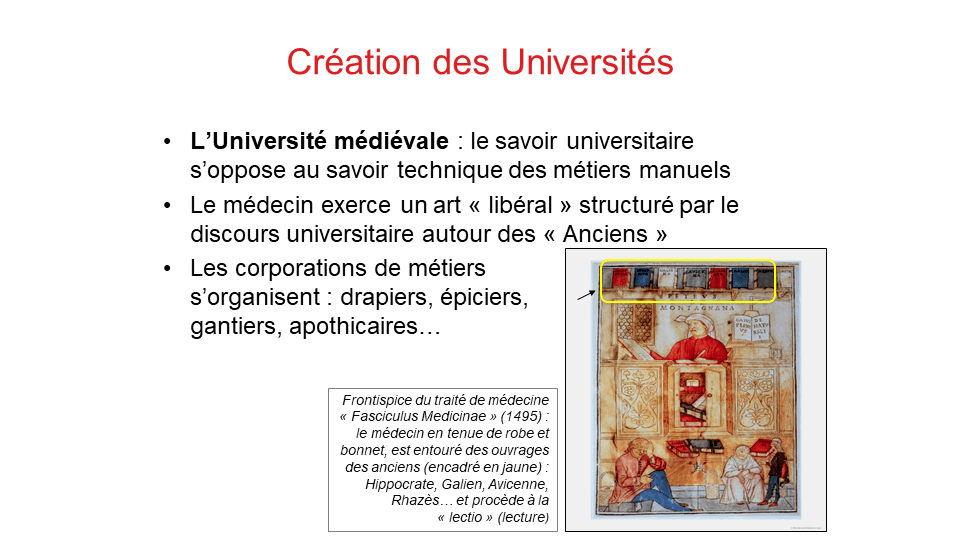 Création des Universités
• L’Université médiévale : le savoir universitaire
s’oppose au savoir technique des métiers manuels
• Le médecin exerce un art « libéral » structuré par le
discours universitaire autour des « Anciens »
• Les corporations de métiers
s’organisent : drapiers, épiciers,
gantiers, apothicaires…
Frontispice du traité de médecine
« Fasciculus Medicinae » (1495) :
le médecin en tenue de robe et
bonnet, est entouré des ouvrages
des anciens (encadré en jaune) :
Hippocrate, Galien, Avicenne,
Rhazès… et procède à la
« lectio » (lecture)
PETRUS
MONTAGNANA